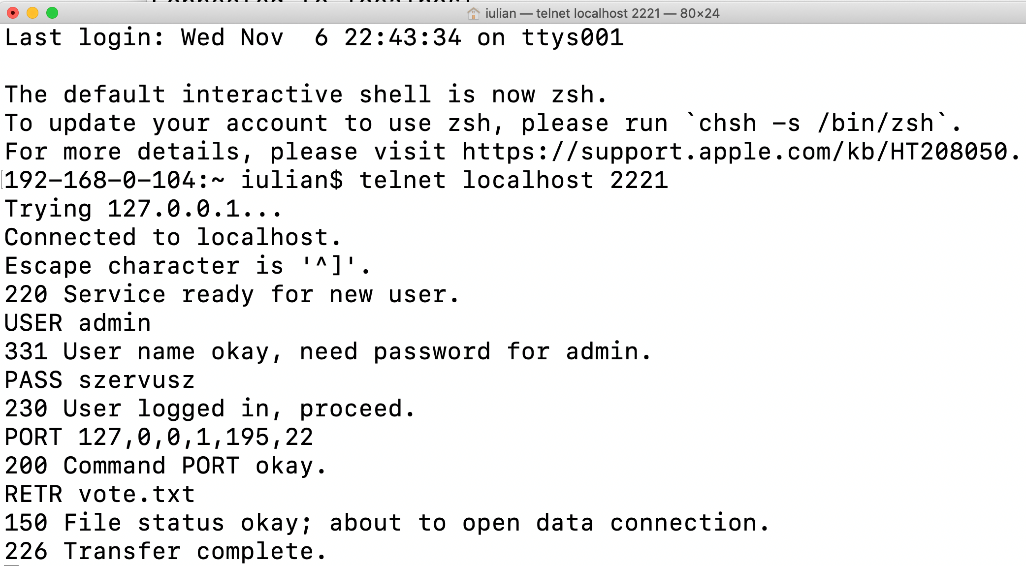 iulian — telnet localhost 2221 — 80×24
Last login: Wed Nov  6 22:43:34 on ttys001
The default interactive shell is now zsh.
To update your account to use zsh, please run `chsh -s /bin/zsh`.
For more details, please visit https://support.apple.com/kb/HT208050.
192-168-0-104:~ iulian$ telnet localhost 2221
Trying 127.0.0.1...
Connected to localhost.
Escape character is '^]'.
220 Service ready for new user.
USER admin
331 User name okay, need password for admin.
PASS szervusz
230 User logged in, proceed.
PORT 127,0,0,1,195,22
200 Command PORT okay.
RETR vote.txt
150 File status okay; about to open data connection.
226 Transfer complete.